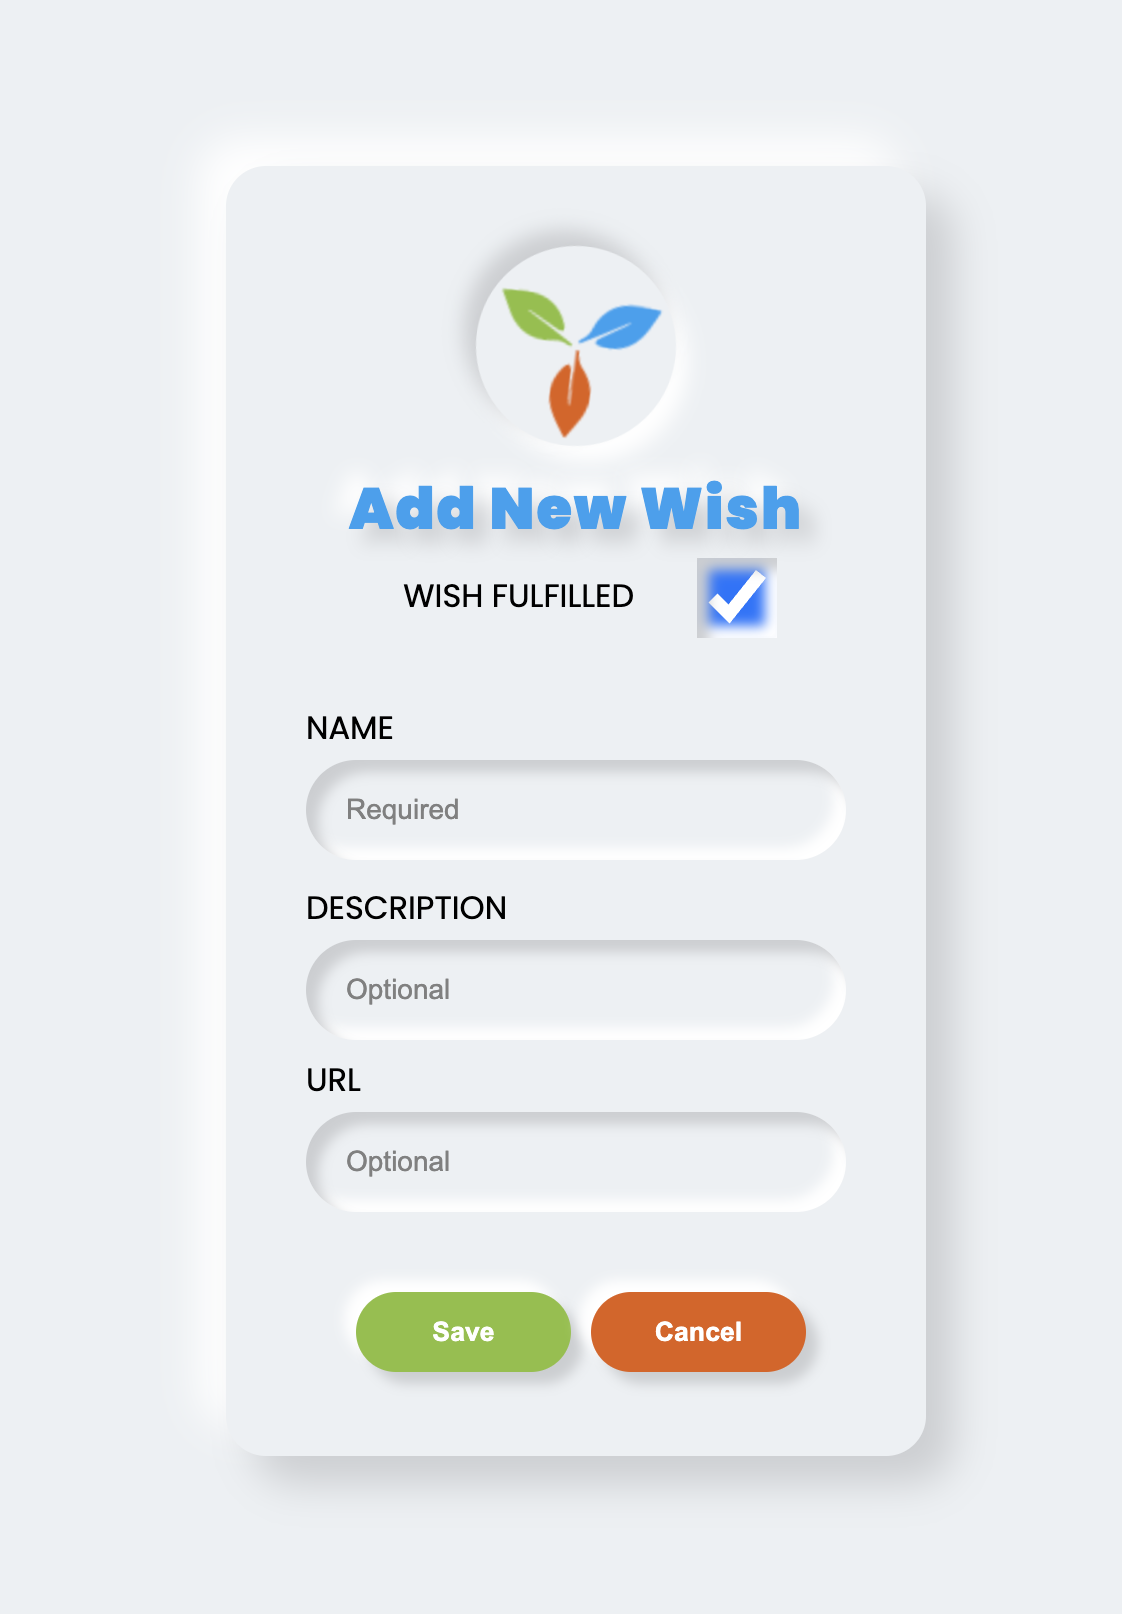 Add New Wish
WISH FULFILLED
NAME
Required
DESCRIPTION
Optional
URL
Optional
Save Cancel